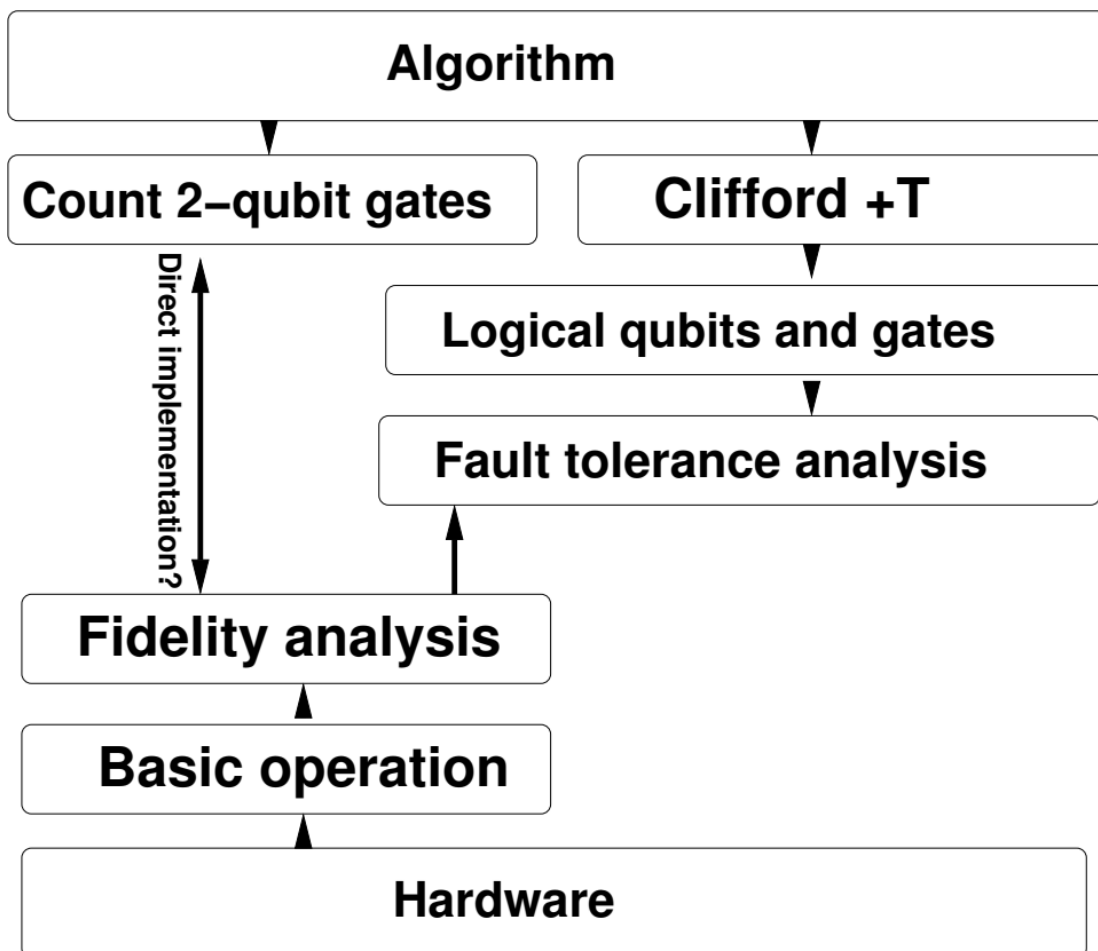 Algorithm
Count 2−qubit gates
Clifford +T
Direct implementation?
Logical qubits and gates
Fault tolerance analysis
Fidelity analysis
Basic operation
Hardware